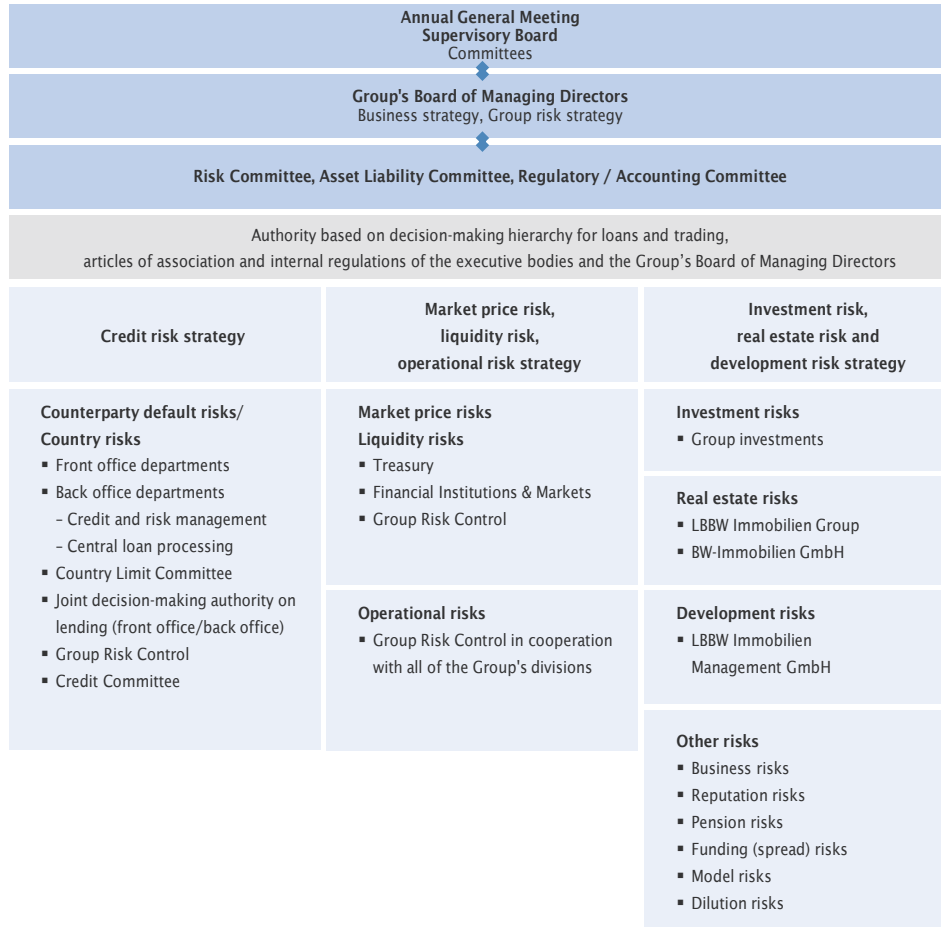 Annual General Meeting
Supervisory Board
Committees
Group's Board of Managing Directors
Business strategy, Group risk strategy
Risk Committee, Asset Liability Committee, Regulatory / Accounting Committee
Authority based on decision-making hierarchy for loans and trading,
articles of association and internal regulations of the executive bodies and the Group's Board of Managing Directors
Credit risk strategy
Market price risk,
liquidity risk,
operational risk strategy
Investment risk,
real estate risk and
development risk strategy
Counterparty default risks/
Country risks
▪ Front office departments
▪ Back office departments
– Credit and risk management
– Central loan processing
▪ Country Limit Committee
▪ Joint decision-making authority on
lending (front office/back office)
▪ Group Risk Control
▪ Credit Committee
Market price risks
Liquidity risks
▪ Treasury
▪ Financial Institutions & Markets
▪ Group Risk Control
Operational risks
▪ Group Risk Control in cooperation
with all of the Group's divisions
Investment risks
▪ Group investments
Real estate risks
▪ LBBW Immobilien Group
▪ BW-Immobilien GmbH
Development risks
▪ LBBW Immobilien
Management GmbH
Other risks
▪ Business risks
▪ Reputation risks
▪ Pension risks
▪ Funding (spread) risks
▪ Model risks
▪ Dilution risks